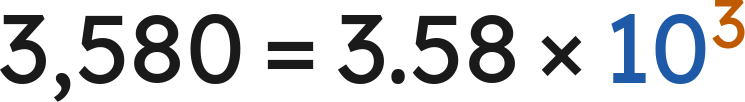 3,580 = 3.58 × 10³